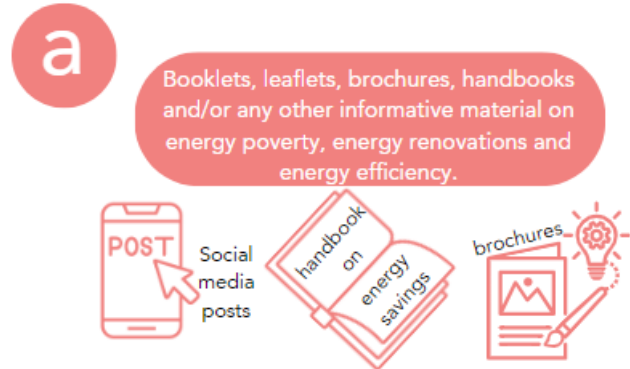 a
Booklets, leaflets, brochures, handbooks
and/or any other informative material on
energy poverty, energy renovations and
energy efficiency.
POST
Social
media
posts
handbook
on
energy
savings
brochures